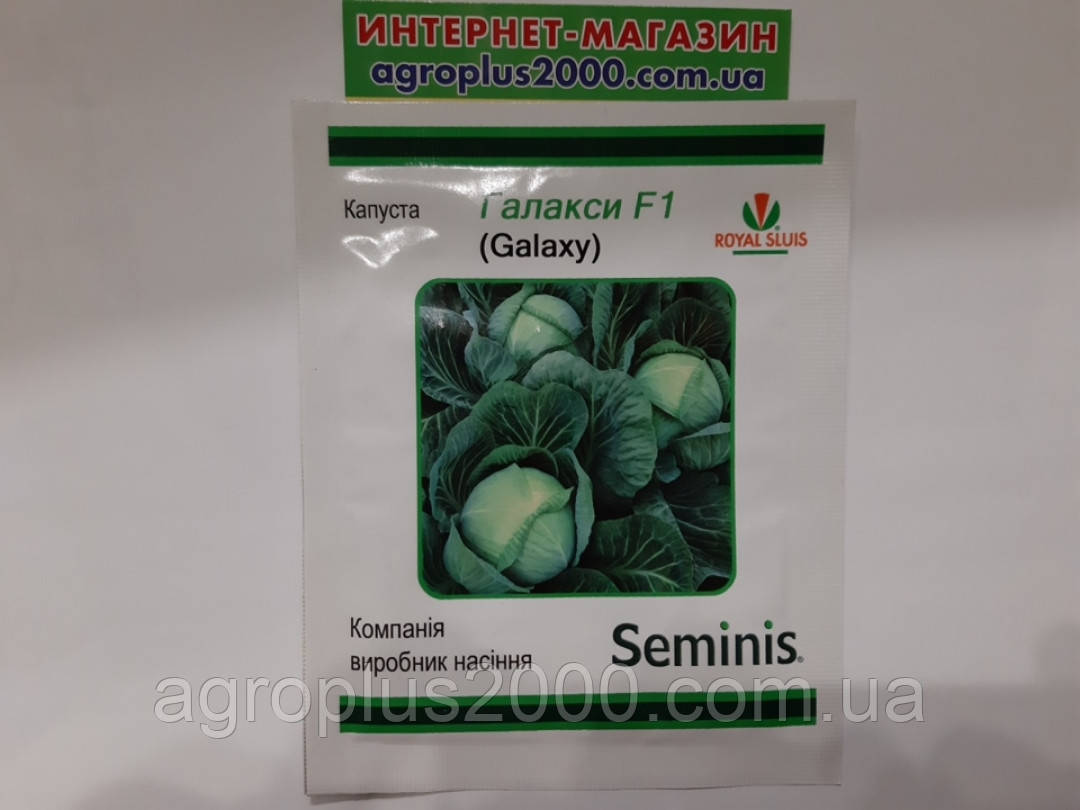 ИНТЕРНЕТ-МАГАЗИН
agroplus2000.com.ua
Капуста
Галакси F1
(Galaxy)
ROYAL SLUIS
Компанія
виробник насіння
Seminis®
agroplus2000.com.ua